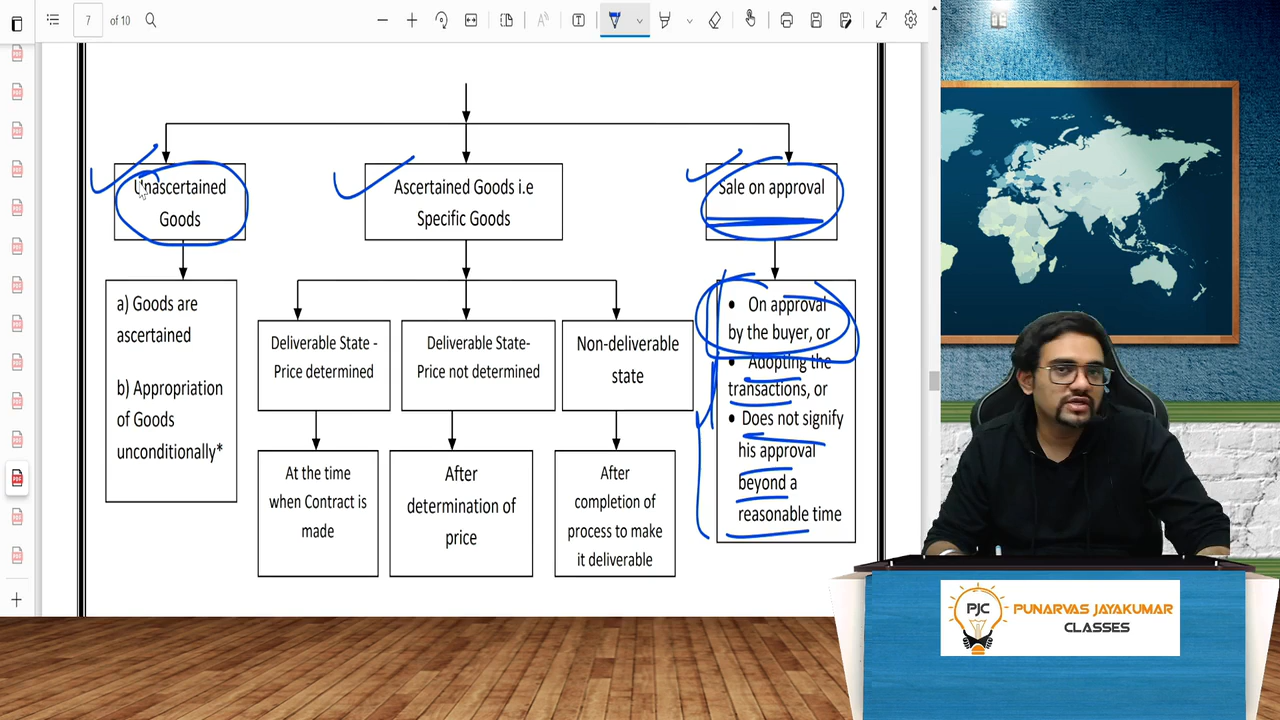 7
of 10
Unascertained
Goods
Ascertained Goods i.e
Specific Goods
Sale on approval
a) Goods are
ascertained
b) Appropriation
of Goods
unconditionally*
Deliverable State -
Price determined
Deliverable State-
Price not determined
Non-deliverable
state
• On approval
by the buyer, or
• Adopting the
transactions, or
• Does not signify
his approval
beyond a
reasonable time
At the time
when Contract is
made
After
determination of
price
After
completion of
process to make
it deliverable
PJC
PUNARVAS JAYAKUMAR
CLASSES